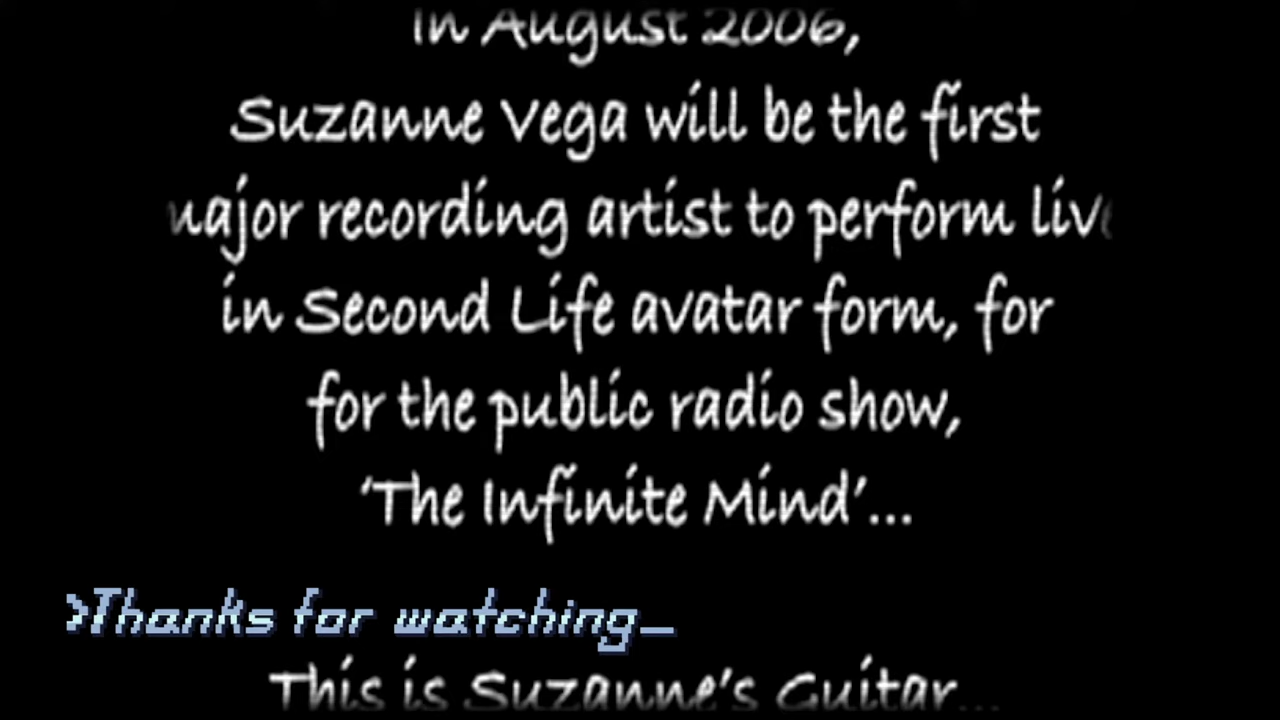 In August 2006,
Suzanne Vega will be the first
major recording artist to perform live
in Second Life avatar form, for
for the public radio show,
'The Infinite Mind'...
>Thanks for watching_
This is Suzanne's Guitar...